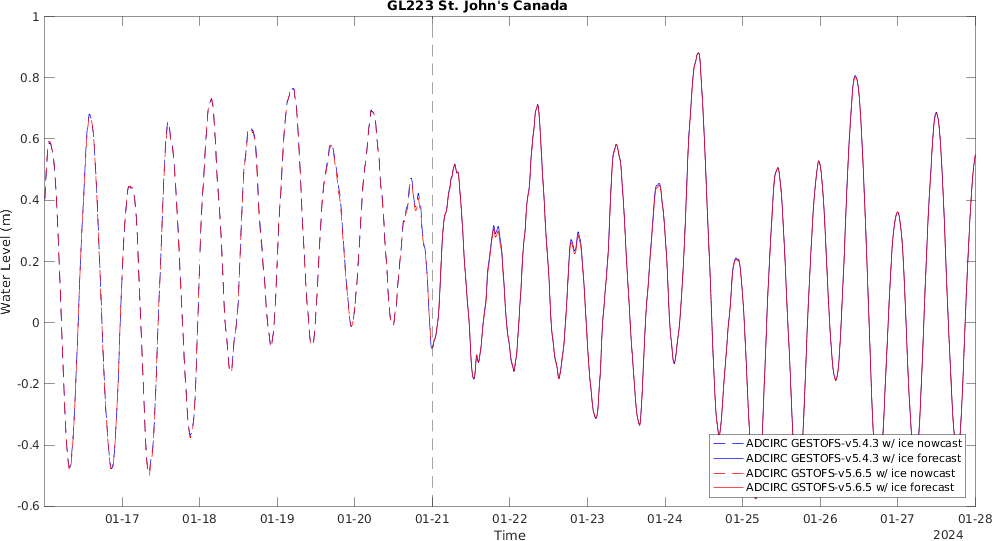 GL223 St. John's Canada
Water Level (m)
1
0.8
0.6
0.4
0.2
0
-0.2
-0.4
-0.6
ADCIRC GESTOFS-v5.4.3 w/ ice nowcast
ADCIRC GESTOFS-v5.4.3 w/ ice forecast
ADCIRC GSTOFS-v5.6.5 w/ ice nowcast
ADCIRC GSTOFS-v5.6.5 w/ ice forecast
01-17 01-18 01-19 01-20 01-21 01-22 01-23 01-24 01-25 01-26 01-27 01-28
Time
2024